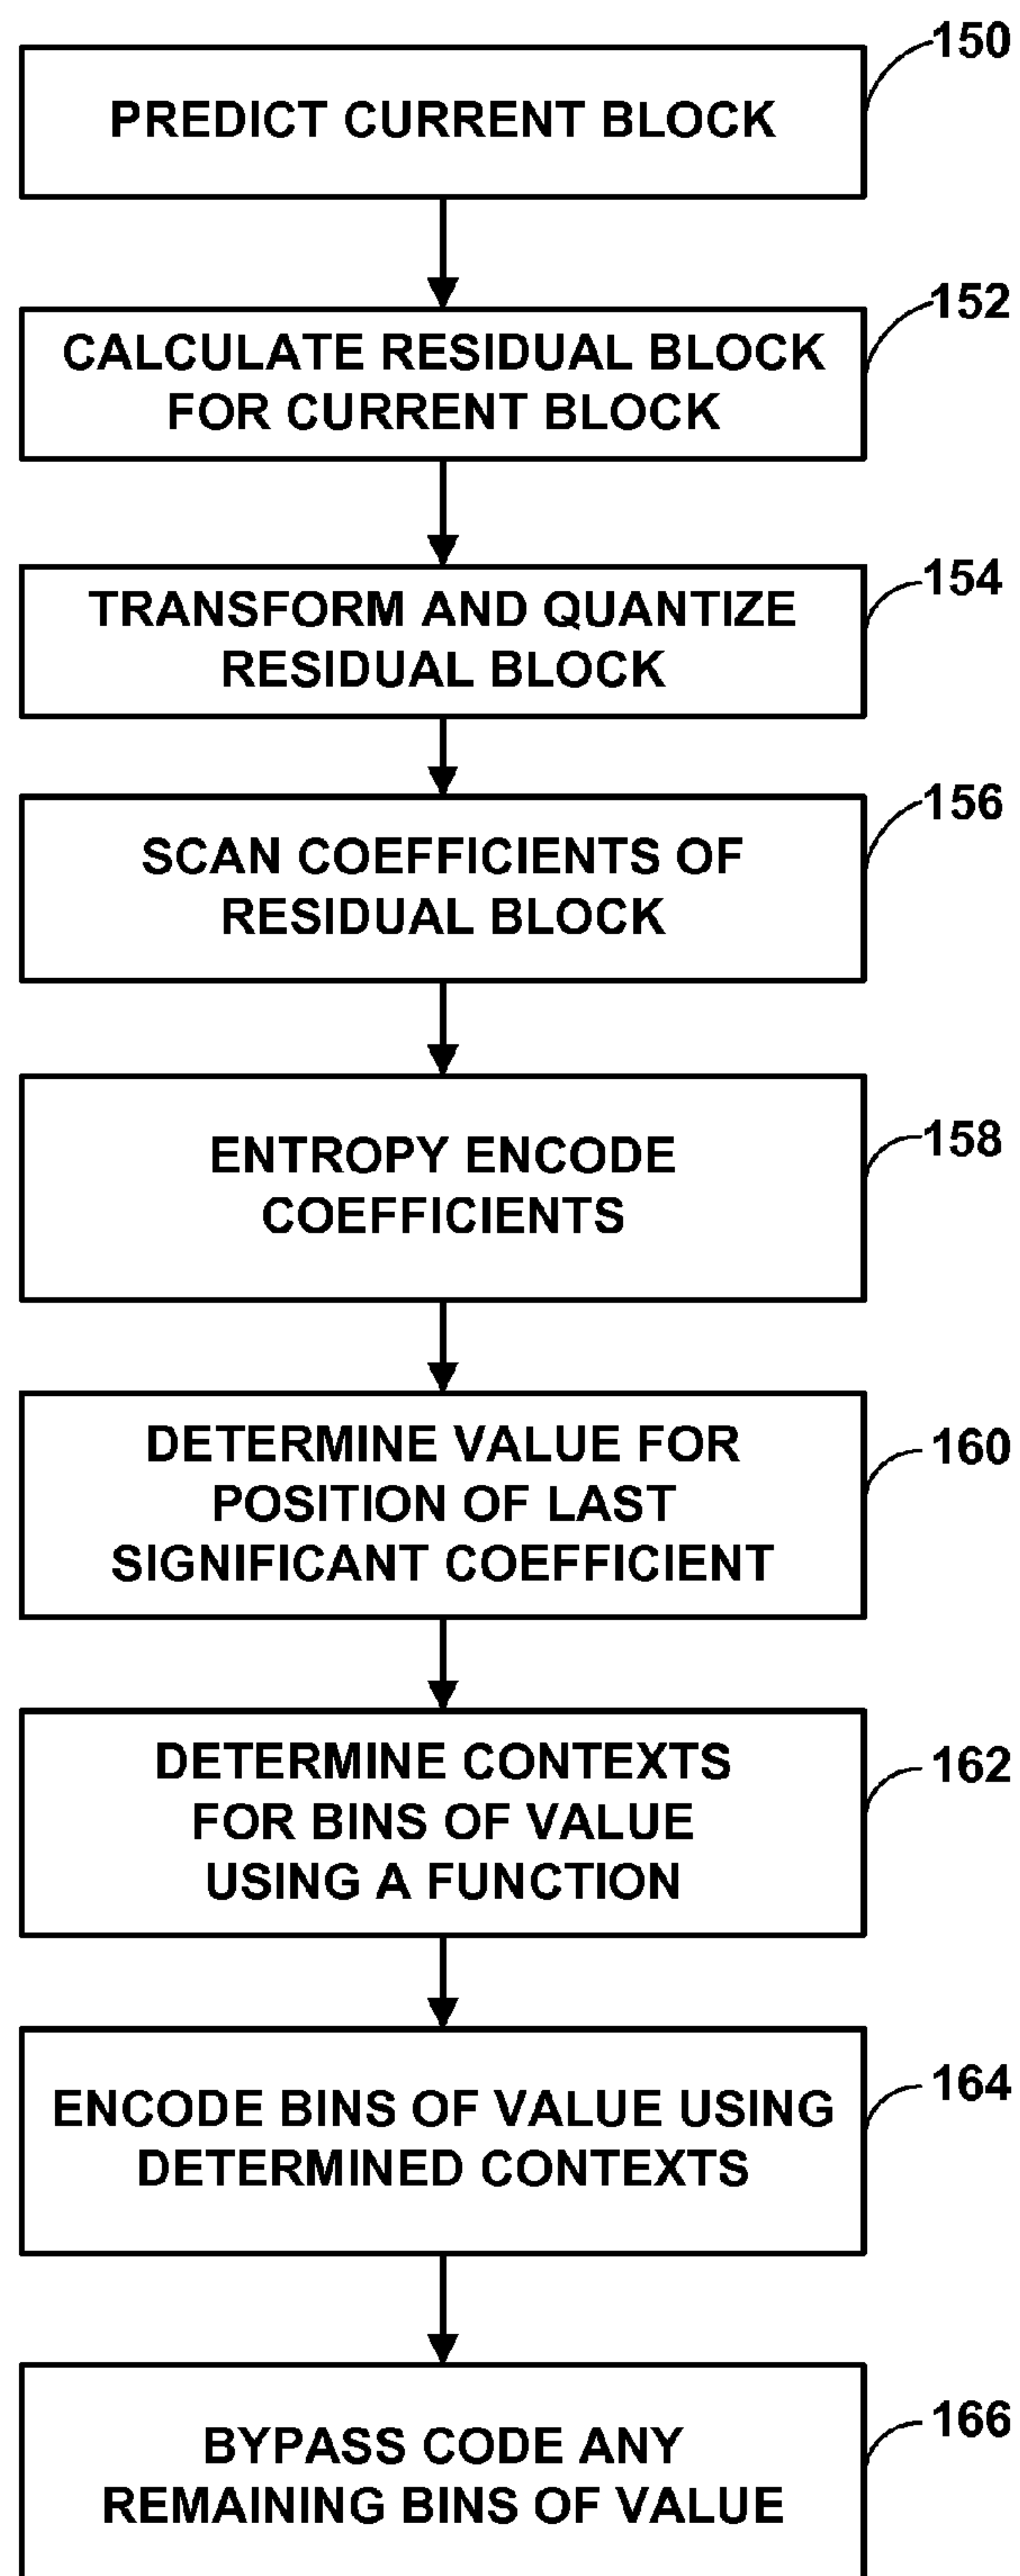 150
PREDICT CURRENT BLOCK
152
CALCULATE RESIDUAL BLOCK
FOR CURRENT BLOCK
154
TRANSFORM AND QUANTIZE
RESIDUAL BLOCK
156
SCAN COEFFICIENTS OF
RESIDUAL BLOCK
158
ENTROPY ENCODE
COEFFICIENTS
160
DETERMINE VALUE FOR
POSITION OF LAST
SIGNIFICANT COEFFICIENT
162
DETERMINE CONTEXTS
FOR BINS OF VALUE
USING A FUNCTION
164
ENCODE BINS OF VALUE USING
DETERMINED CONTEXTS
166
BYPASS CODE ANY
REMAINING BINS OF VALUE